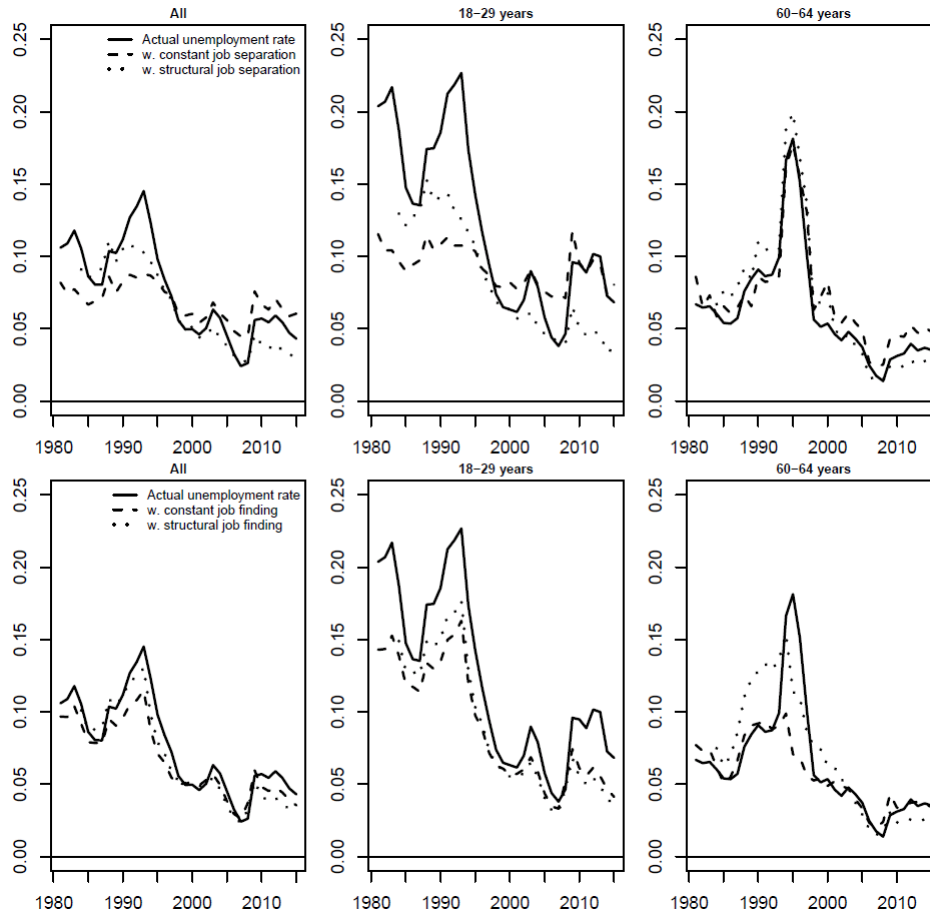 All
18−29 years
60−64 years
Actual unemployment rate
w. constant job separation
w. structural job separation
0.25
0.20
0.15
0.10
0.05
0.00
0.25
0.20
0.15
0.10
0.05
0.00
0.25
0.20
0.15
0.10
0.05
0.00
1980 1990 2000 2010
1980 1990 2000 2010
1980 1990 2000 2010
All
18−29 years
60−64 years
Actual unemployment rate
w. constant job finding
w. structural job finding
0.25
0.20
0.15
0.10
0.05
0.00
0.25
0.20
0.15
0.10
0.05
0.00
0.25
0.20
0.15
0.10
0.05
0.00
1980 1990 2000 2010
1980 1990 2000 2010
1980 1990 2000 2010